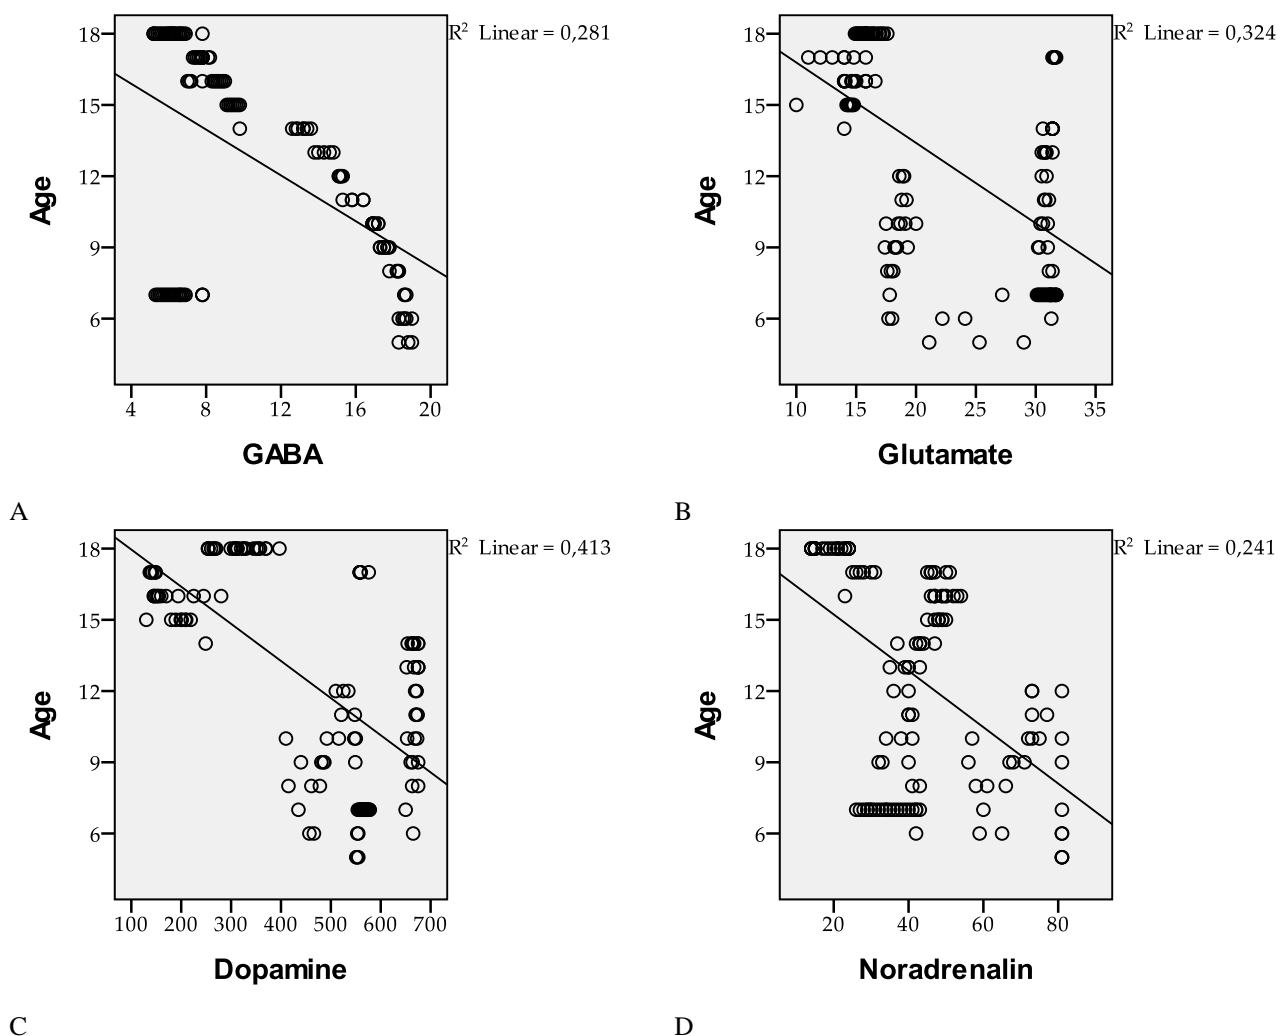 R² Linear = 0,281
18
15
12
9
6
Age
4 8 12 16 20
GABA
A
R² Linear = 0,324
18
15
12
9
6
Age
10 15 20 25 30 35
Glutamate
B
R² Linear = 0,413
18
15
12
9
6
Age
100 200 300 400 500 600 700
Dopamine
C
R² Linear = 0,241
18
15
12
9
6
Age
20 40 60 80
Noradrenalin
D